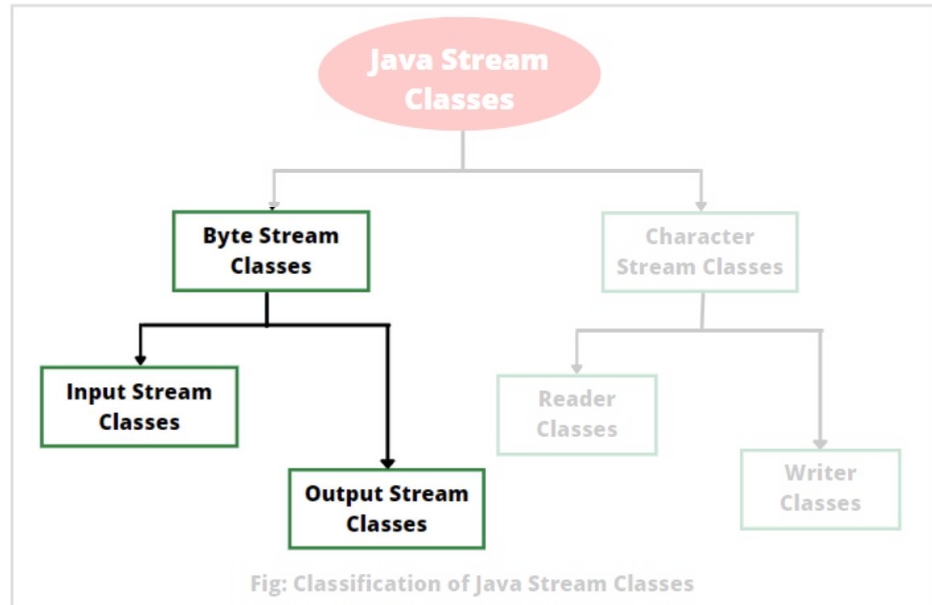 Java Stream
Classes
Byte Stream
Classes
Character
Stream Classes
Input Stream
Classes
Reader
Classes
Output Stream
Classes
Writer
Classes
Fig: Classification of Java Stream Classes